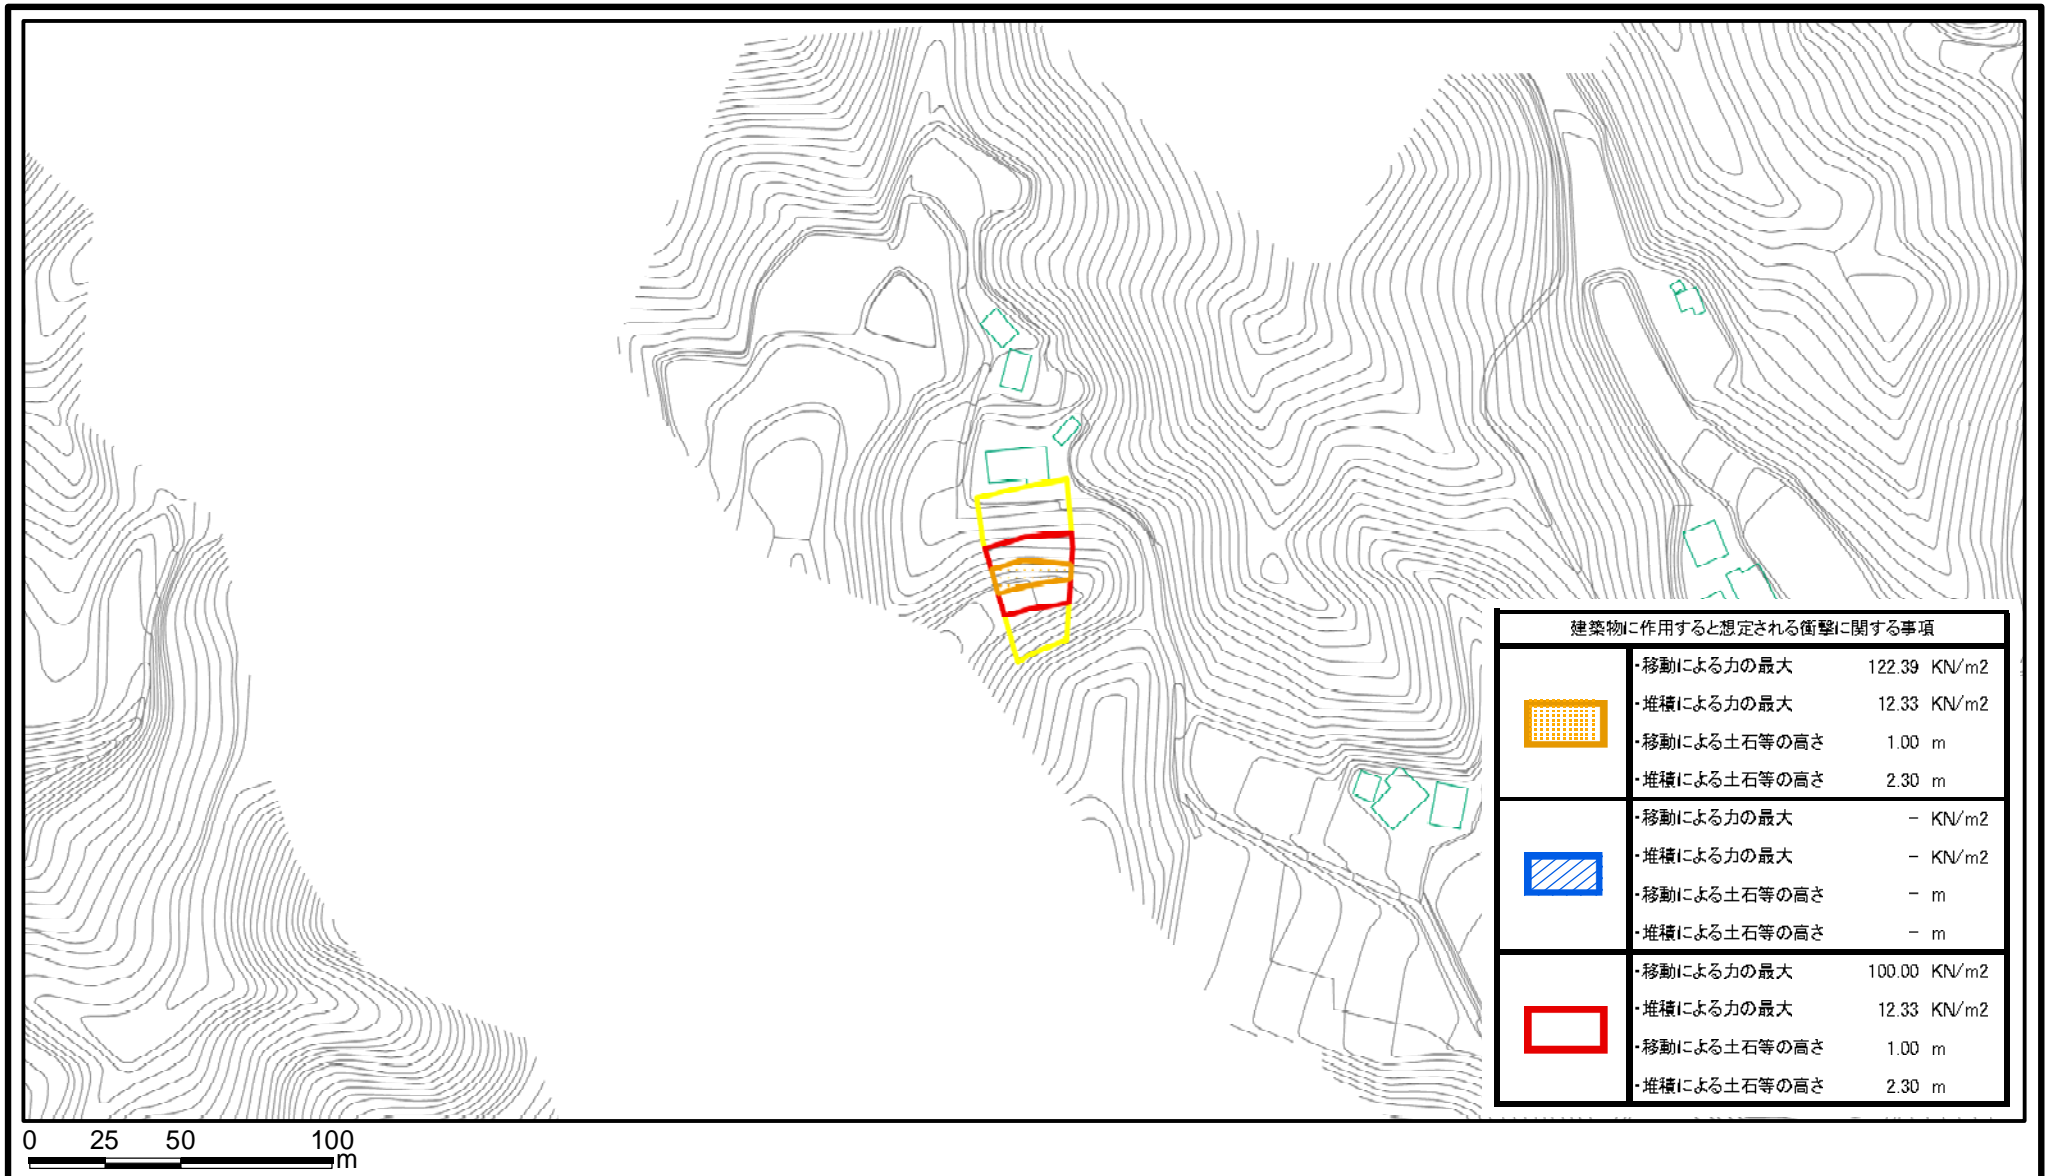 建築物に作用すると想定される衝撃に関する事項
・移動による力の最大 122.39 KN/m2
・堆積による力の最大 12.33 KN/m2
・移動による土石等の高さ 1.00 m
・堆積による土石等の高さ 2.30 m
・移動による力の最大 － KN/m2
・堆積による力の最大 － KN/m2
・移動による土石等の高さ － m
・堆積による土石等の高さ － m
・移動による力の最大 100.00 KN/m2
・堆積による力の最大 12.33 KN/m2
・移動による土石等の高さ 1.00 m
・堆積による土石等の高さ 2.30 m
0 25 50 100
m